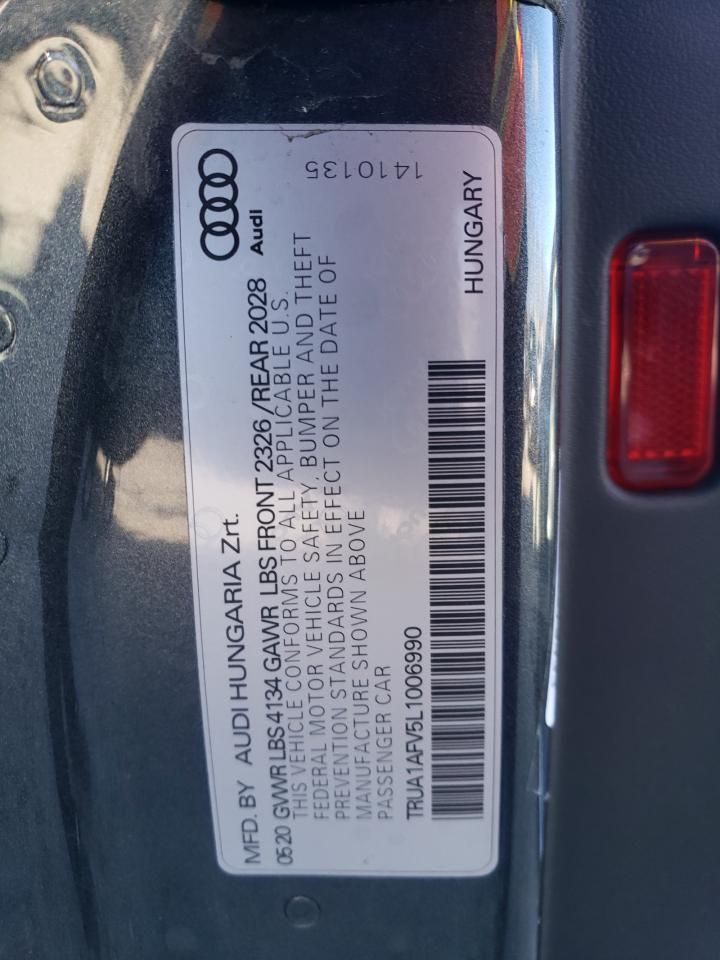 MFD. BY AUDI HUNGARIA Zrt.
Audi
0520 GVWR LBS 4134 GAWR LBS FRONT 2326 /REAR 2028
THIS VEHICLE CONFORMS TO ALL APPLICABLE U.S.
FEDERAL MOTOR VEHICLE SAFETY, BUMPER AND THEFT
PREVENTION STANDARDS IN EFFECT ON THE DATE OF
MANUFACTURE SHOWN ABOVE
PASSENGER CAR
1410135
TRUA1AFV5L1006990
HUNGARY